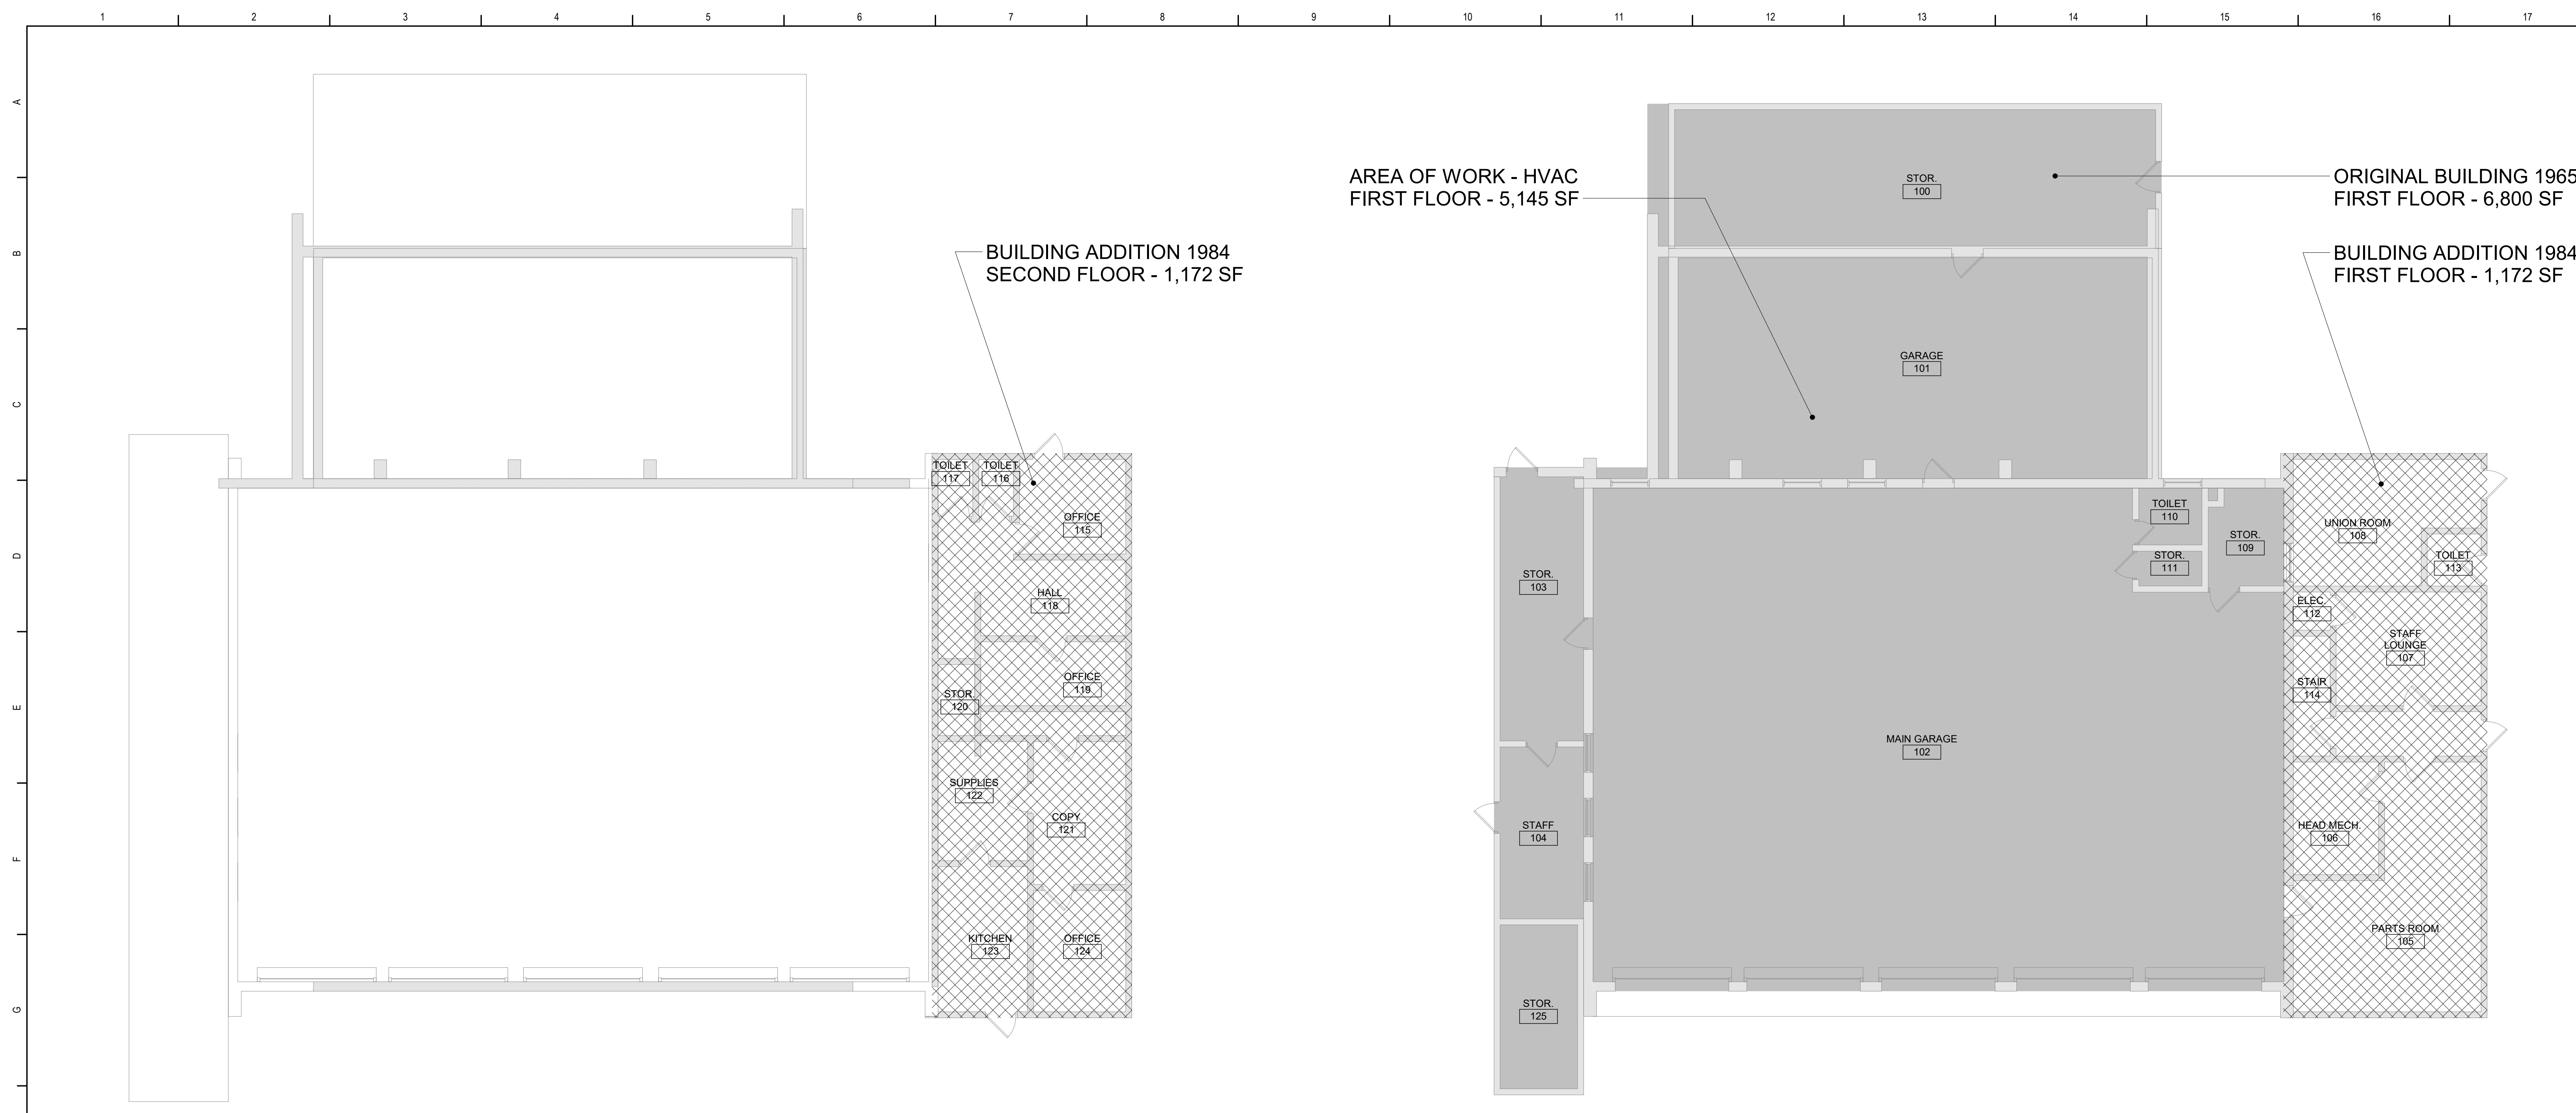 1 2 3 4 5 6 7 8 9 10 11 12 13 14 15 16 17
A
B
C
D
E
F
G
BUILDING ADDITION 1984
SECOND FLOOR - 1,172 SF
TOILET
117
TOILET
116
OFFICE
115
HALL
118
OFFICE
119
STOR.
120
SUPPLIES
122
COPY
121
KITCHEN
123
OFFICE
124
AREA OF WORK - HVAC
FIRST FLOOR - 5,145 SF
ORIGINAL BUILDING 1965
FIRST FLOOR - 6,800 SF
BUILDING ADDITION 1984
FIRST FLOOR - 1,172 SF
STOR.
100
GARAGE
101
TOILET
110
STOR.
109
STOR.
111
UNION ROOM
108
TOILET
113
STOR.
103
ELEC.
112
STAFF
LOUNGE
107
STAIR
114
MAIN GARAGE
102
STAFF
104
HEAD MECH.
106
PARTS ROOM
105
STOR.
125